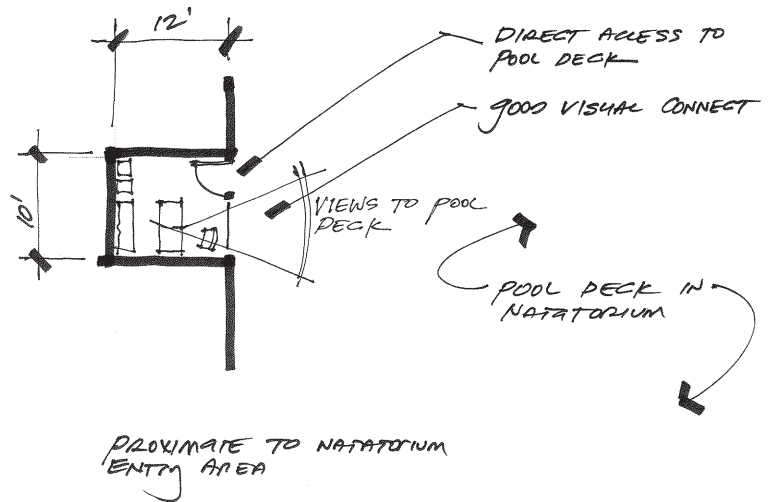 12'
DIRECT ACCESS TO
POOL DECK
GOOD VISUAL CONNECT
10'
VIEWS TO POOL
DECK
POOL DECK IN
NATATORIUM
PROXIMATE TO NATATORIUM
ENTRY AREA